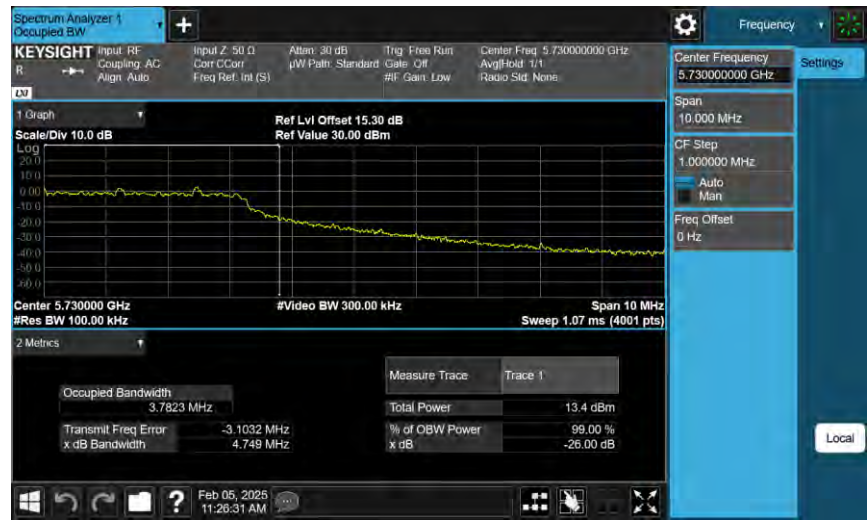 Spectrum Analyzer 1
Occupied BW
Frequency
KEYSIGHT
R
LXI
Input: RF
Coupling: AC
Align: Auto
Input Z: 50 Ω
Corr CCorr
Freq Ref: Int (S)
Atten: 30 dB
µW Path: Standard
Trig: Free Run
Gate: Off
#IF Gain: Low
Center Freq: 5.730000000 GHz
Avg|Hold: 1/1
Radio Std: None
Center Frequency
5.730000000 GHz
Settings
Span
10.000 MHz
CF Step
1.000000 MHz
Auto
Man
Freq Offset
0 Hz
Local
1 Graph
Scale/Div 10.0 dB
Ref Lvl Offset 15.30 dB
Ref Value 30.00 dBm
Log
20.0
10.0
0.00
-10.0
-20.0
-30.0
-40.0
-50.0
-60.0
Center 5.730000 GHz
#Res BW 100.00 kHz
#Video BW 300.00 kHz
Span 10 MHz
Sweep 1.07 ms (4001 pts)
2 Metrics
Measure Trace Trace 1
Occupied Bandwidth
3.7823 MHz
Total Power 13.4 dBm
Transmit Freq Error -3.1032 MHz
% of OBW Power 99.00 %
x dB Bandwidth 4.749 MHz
x dB -26.00 dB
?
Feb 05, 2025
11:26:31 AM